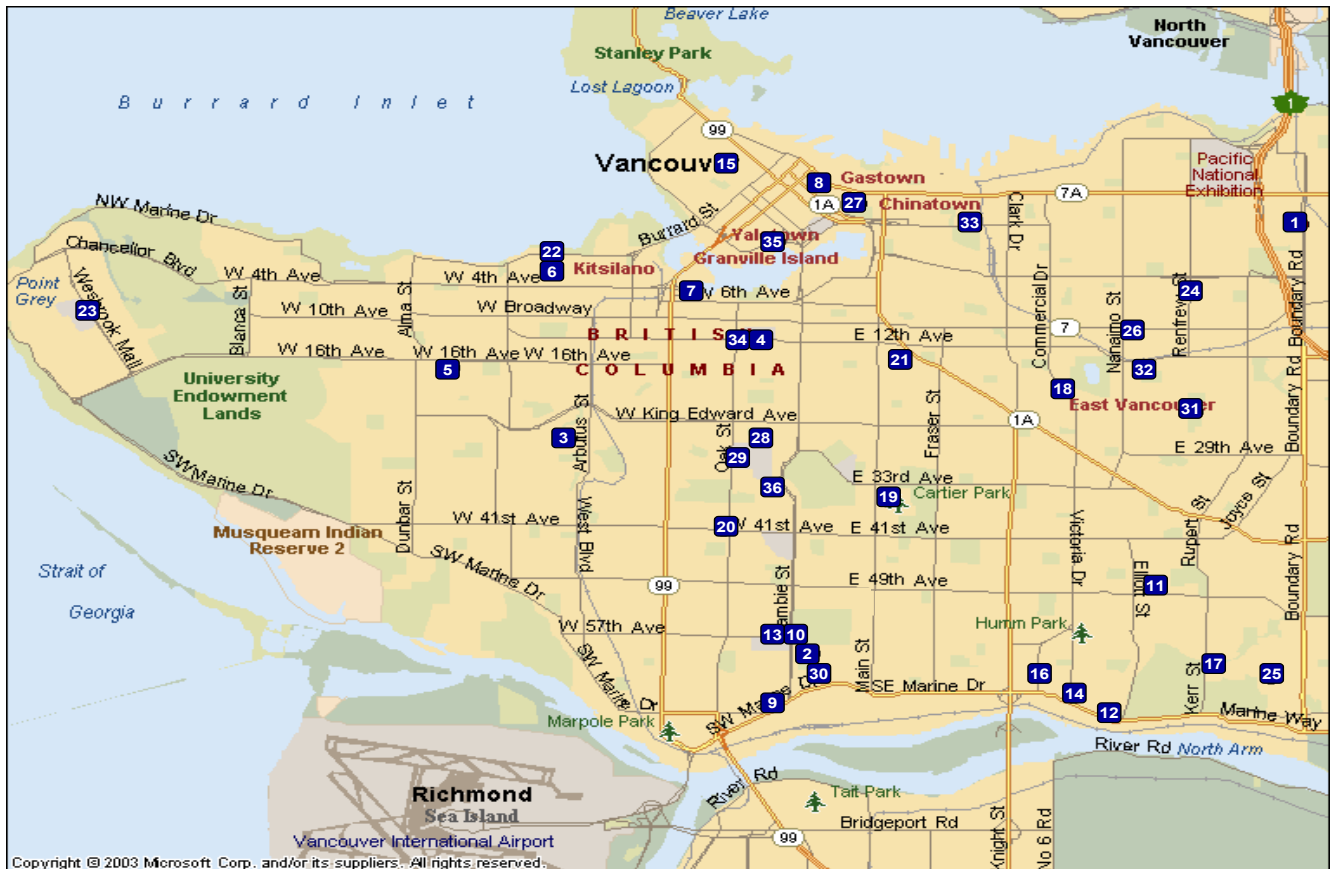 Beaver Lake
North
Vancouver
Stanley Park
Lost Lagoon
Burrard Inlet
1
99
Vancouv
15
Pacific
National
Exhibition
8
Gastown
7A
1A
27
Chinatown
Clark Dr
33
1
NW Marine Dr
Burrard St
Yaletown
35
Granville Island
Chancellor Blvd
22
6
Kitsilano
W 4th Ave
W 4th Ave
Point
Grey
Wesbrook Mall
23
Blanca St
Alma St
7
W 6th Ave
Commercial Dr
Nanaimo St
Renfrew St
24
Boundary Rd
W 10th Ave
W Broadway
BRITIS
34
4
E 12th Ave
7
26
W 16th Ave
W 16th Ave
W 16th Ave
21
5
COLUMBIA
32
University
Endowment
Lands
18
East Vancouver
31
Boundary Rd
Arbutus St
W King Edward Ave
Fraser St
1A
3
28
Oak St
29
E 29th Ave
SW Marine Dr
36
E 33rd Ave
19
Cartier Park
Dunbar St
West Blvd
Rupert St
Joyce St
W 41st Ave
20
W 41st Ave
E 41st Ave
Victoria Dr
Boundary Rd
Musqueam Indian
Reserve 2
SW Marine Dr
Strait of
Georgia
99
Cambie St
E 49th Ave
Elliott St
11
W 57th Ave
13
10
Humm Park
2
Main St
17
SW Marine Dr
30
16
25
SE Marine Dr
14
Kerr St
9
SW Marine Dr
12
Marine Way
Marpole Park
River Rd
North Arm
River Rd
Richmond
Sea Island
Tait Park
Bridgeport Rd
Vancouver International Airport
99
Knight St
No 6 Rd
Copyright © 2003 Microsoft Corp. and/or its suppliers. All rights reserved.